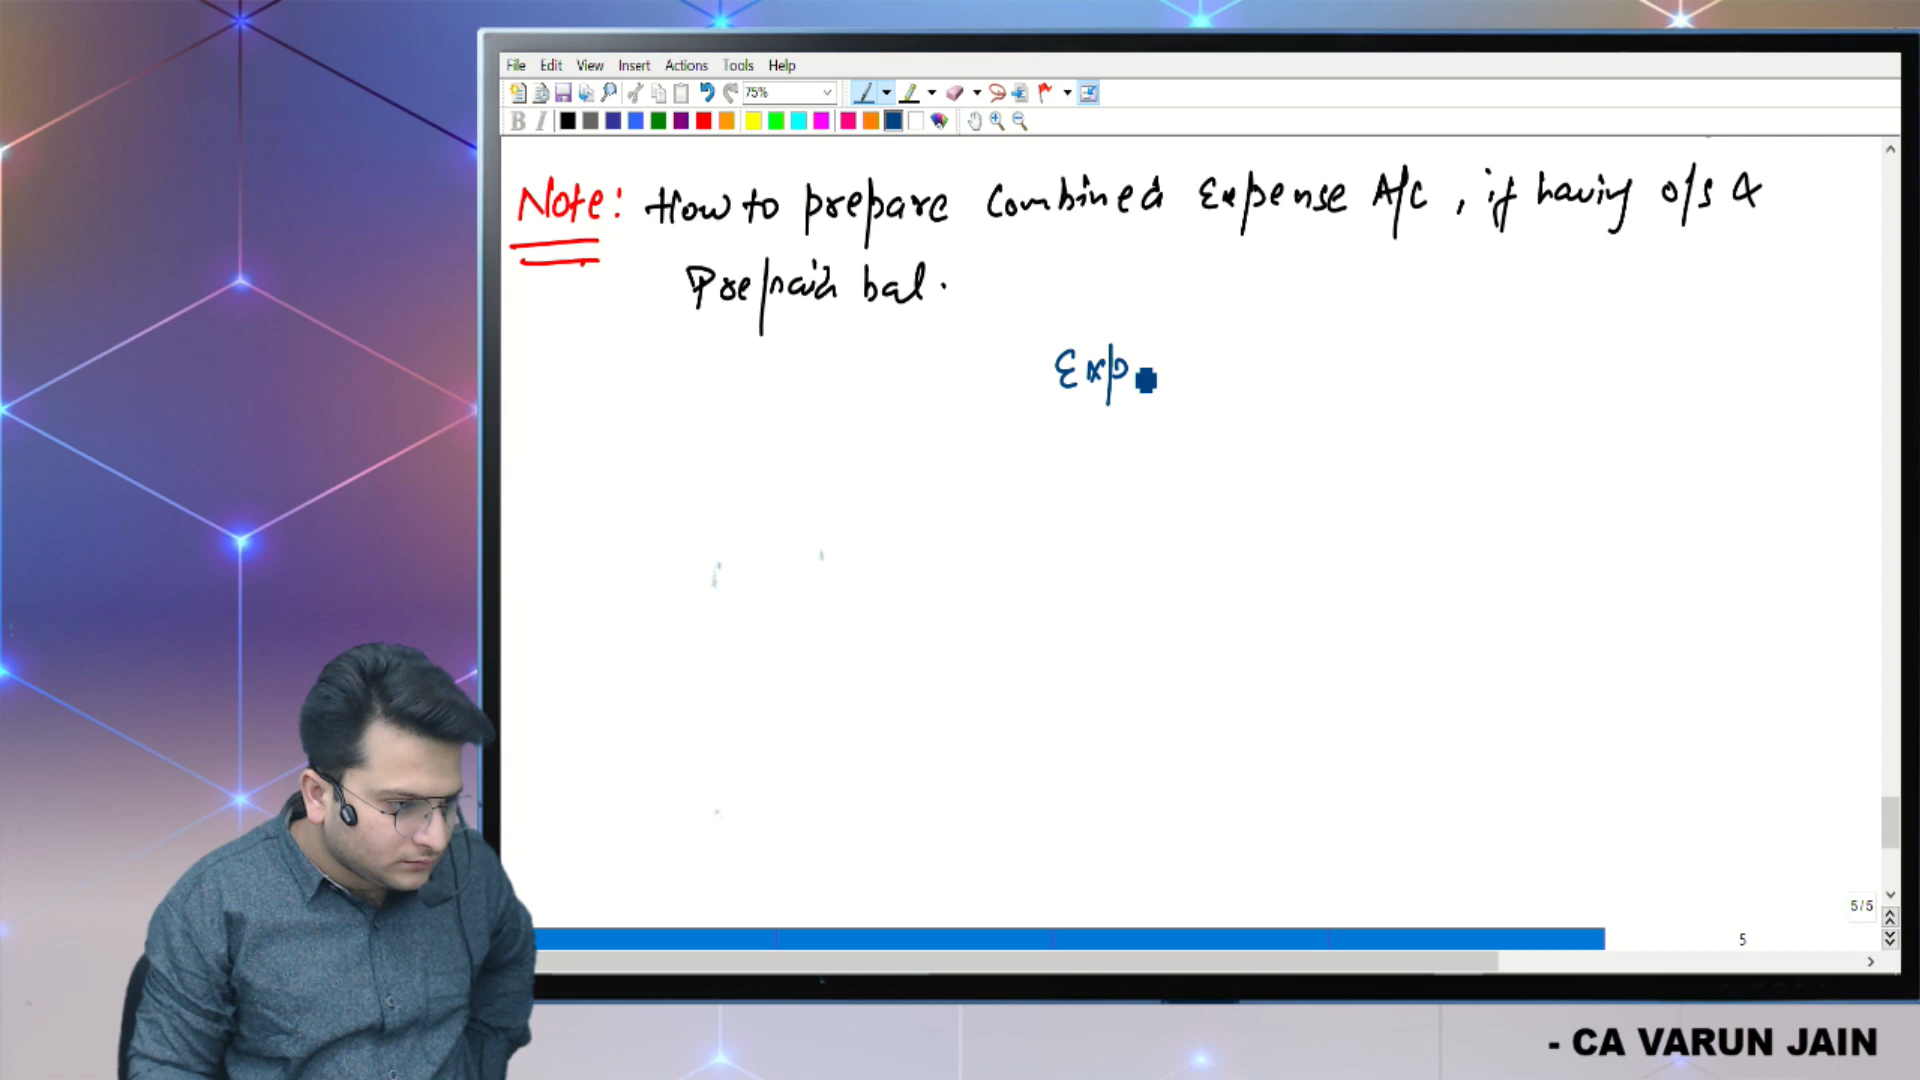 File Edit View Insert Actions Tools Help
75%
B I
Note: How to prepare Combined Expense A/c, if having o/s &
Prepaid bal.
Exp
5/5
5
- CA VARUN JAIN